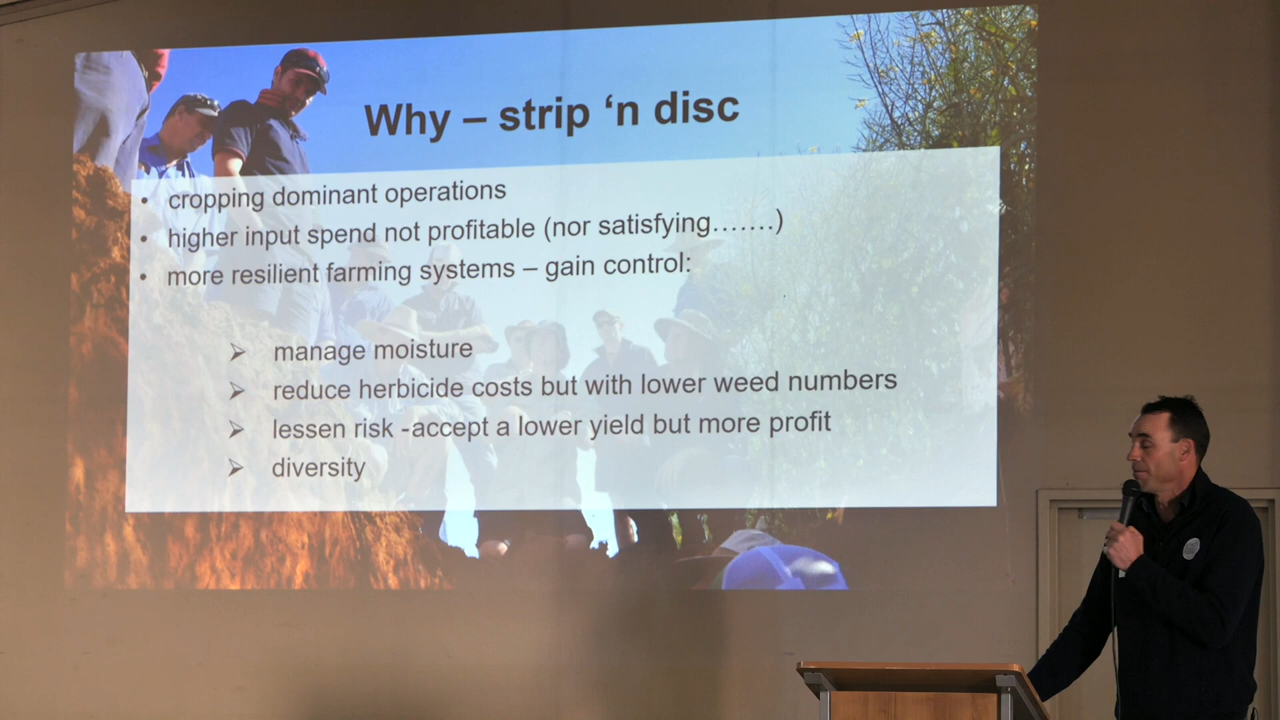 Why – strip ‘n disc
• cropping dominant operations
• higher input spend not profitable (nor satisfying…….)
• more resilient farming systems – gain control:
➢ manage moisture
➢ reduce herbicide costs but with lower weed numbers
➢ lessen risk -accept a lower yield but more profit
➢ diversity